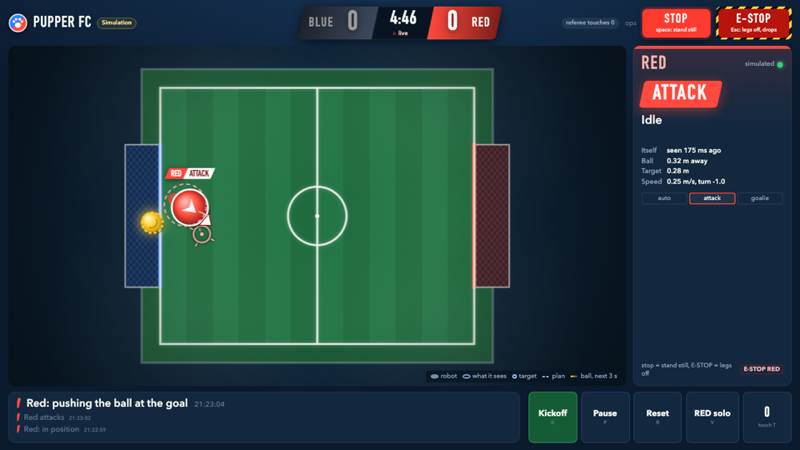 PUPPER FC
Simulation
BLUE 0 4:46 0 RED
live
referee touches 0
ops
STOP
space: stand still
E-STOP
Esc: legs off, drops
RED ATTACK
RED
simulated
ATTACK
Idle
Itself seen 175 ms ago
Ball 0.32 m away
Target 0.28 m
Speed 0.25 m/s, turn -1.0
auto attack goalie
stop = stand still, E-STOP = legs off
E-STOP RED
robot what it sees target plan ball, next 3 s
Red: pushing the ball at the goal 21:23:04
Red attacks 21:23:02
Red: in position 21:22:59
Kickoff
Pause
P
Reset
RED solo
V
0
touch T